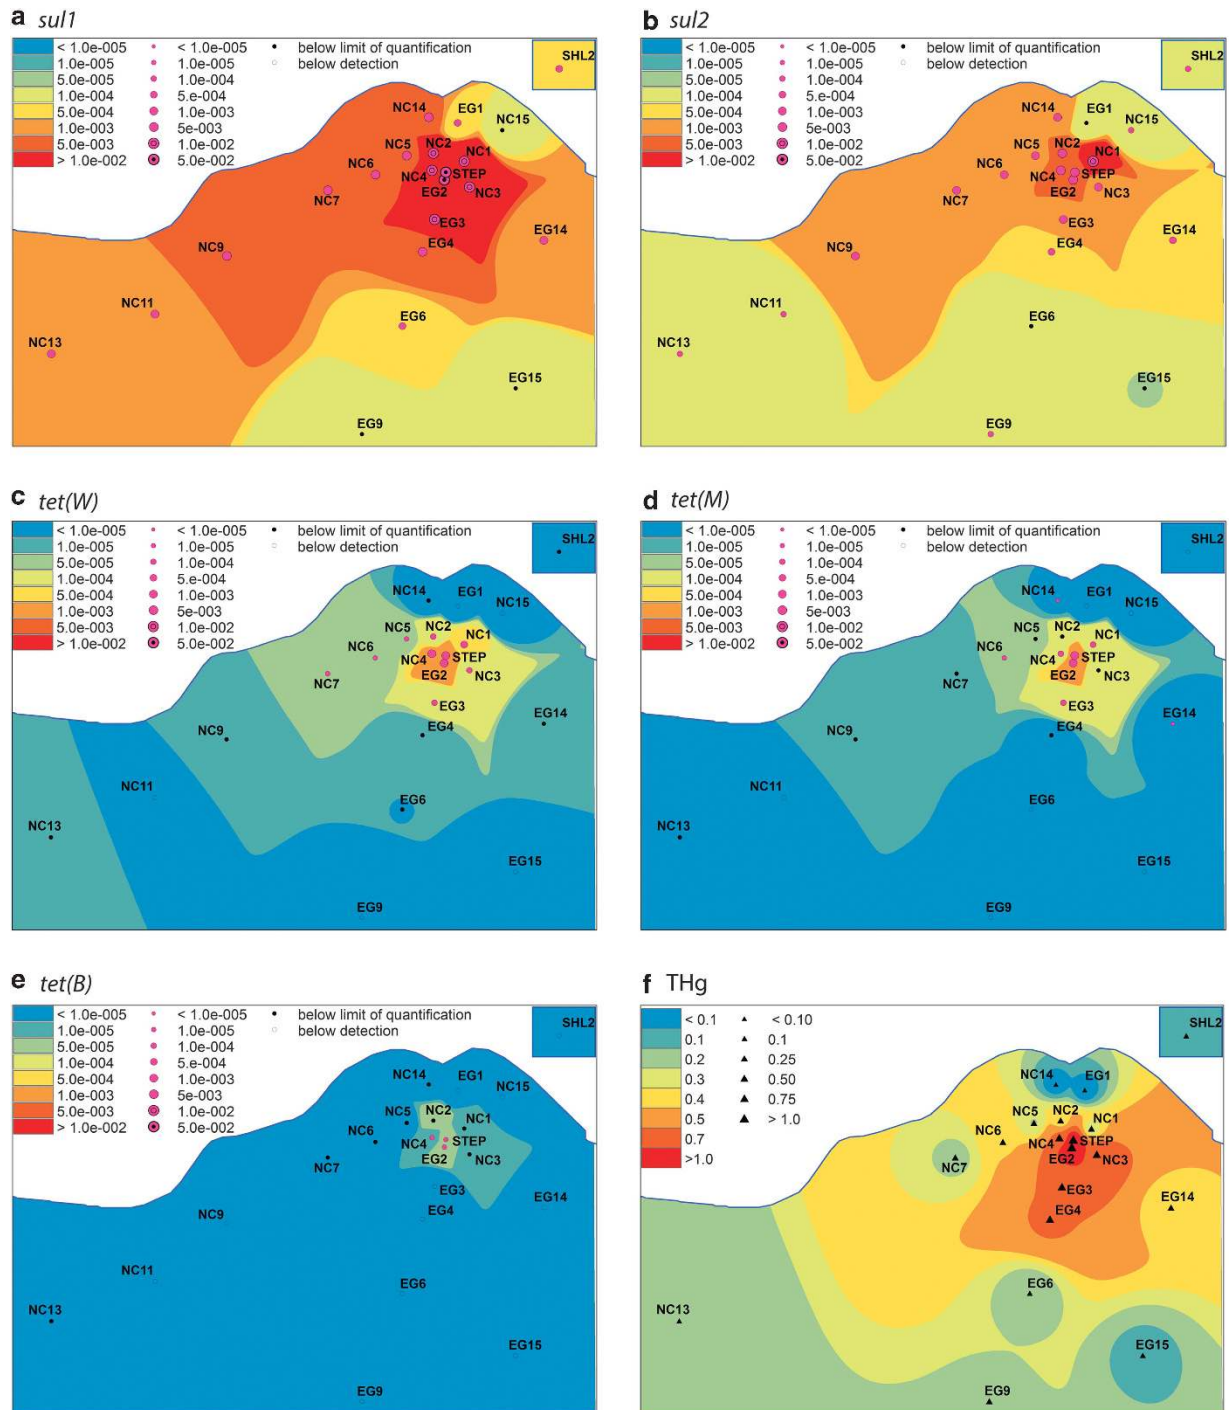 a sul1
< 1.0e-005 < 1.0e-005 below limit of quantification
1.0e-005 1.0e-005 below detection
5.0e-005 1.0e-004
1.0e-004 5.e-004
5.0e-004 1.0e-003
1.0e-003 5e-003
5.0e-003 1.0e-002
> 1.0e-002 5.0e-002
SHL2
NC14 EG1 NC15
NC5 NC2 NC1
NC6 NC4 STEP
NC7 EG2 NC3
EG3
NC9 EG4 EG14
NC11
EG6
NC13
EG15
EG9
b sul2
< 1.0e-005 < 1.0e-005 below limit of quantification
1.0e-005 1.0e-005 below detection
5.0e-005 1.0e-004
1.0e-004 5.e-004
5.0e-004 1.0e-003
1.0e-003 5e-003
5.0e-003 1.0e-002
> 1.0e-002 5.0e-002
SHL2
NC14 EG1 NC15
NC5 NC2 NC1
NC6 NC4 STEP
NC7 EG2 NC3
EG3
NC9 EG4 EG14
NC11
EG6
NC13
EG15
EG9
c tet(W)
< 1.0e-005 < 1.0e-005 below limit of quantification
1.0e-005 1.0e-005 below detection
5.0e-005 1.0e-004
1.0e-004 5.e-004
5.0e-004 1.0e-003
1.0e-003 5e-003
5.0e-003 1.0e-002
> 1.0e-002 5.0e-002
SHL2
NC14 EG1 NC15
NC5 NC2 NC1
NC6 NC4 STEP
NC7 EG2 NC3
EG3
NC9 EG4 EG14
NC11
EG6
NC13
EG15
EG9
d tet(M)
< 1.0e-005 < 1.0e-005 below limit of quantification
1.0e-005 1.0e-005 below detection
5.0e-005 1.0e-004
1.0e-004 5.e-004
5.0e-004 1.0e-003
1.0e-003 5e-003
5.0e-003 1.0e-002
> 1.0e-002 5.0e-002
SHL2
NC14 EG1 NC15
NC5 NC2 NC1
NC6 NC4 STEP
NC7 EG2 NC3
EG3
NC9 EG4 EG14
NC11
EG6
NC13
EG15
EG9
e tet(B)
< 1.0e-005 < 1.0e-005 below limit of quantification
1.0e-005 1.0e-005 below detection
5.0e-005 1.0e-004
1.0e-004 5.e-004
5.0e-004 1.0e-003
1.0e-003 5e-003
5.0e-003 1.0e-002
> 1.0e-002 5.0e-002
SHL2
NC14 EG1 NC15
NC5 NC2 NC1
NC6 NC4 STEP
NC7 EG2 NC3
EG3
NC9 EG4 EG14
NC11
EG6
NC13
EG15
EG9
f THg
< 0.1 < 0.10
0.1 0.1
0.2 0.25
0.3 0.50
0.4 0.75
0.5 > 1.0
0.7
>1.0
SHL2
NC14 EG1
NC5 NC2 NC1
NC6 NC4 STEP
NC7 EG2 NC3
EG3
EG4 EG14
EG6
NC13
EG15
EG9